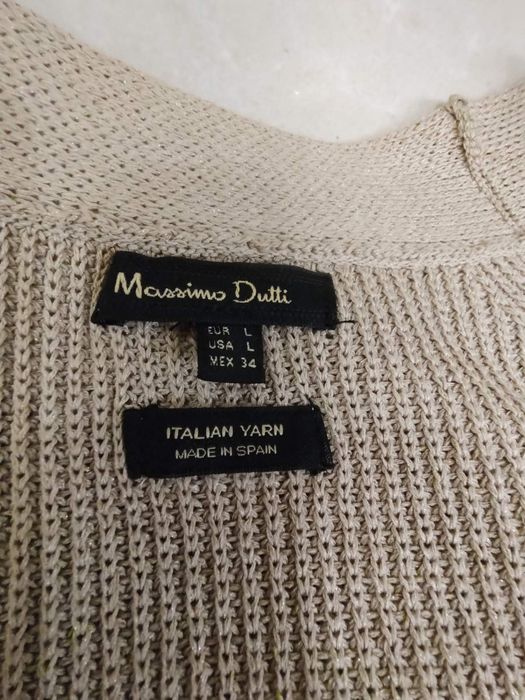 Massimo Dutti
EUR L
USA L
MEX 34
ITALIAN YARN
MADE IN SPAIN